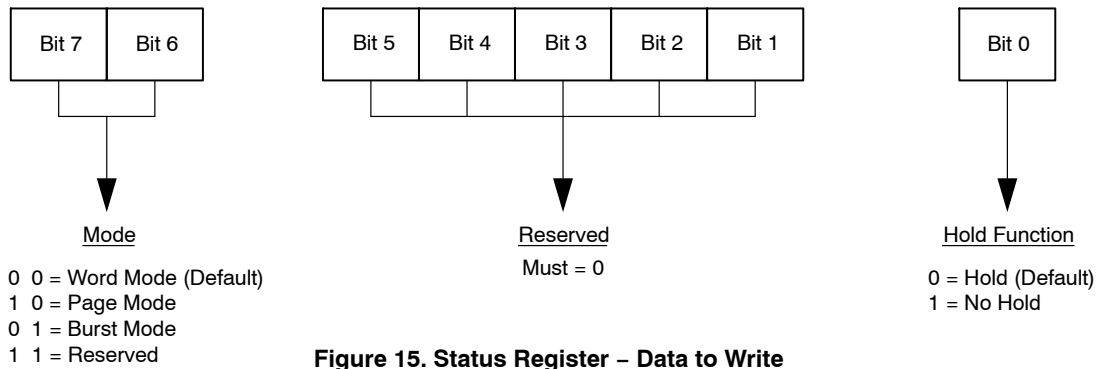 Bit 7 Bit 6 Bit 5 Bit 4 Bit 3 Bit 2 Bit 1 Bit 0
Mode
0 0 = Word Mode (Default)
1 0 = Page Mode
0 1 = Burst Mode
1 1 = Reserved
Reserved
Must = 0
Hold Function
0 = Hold (Default)
1 = No Hold
Figure 15. Status Register – Data to Write